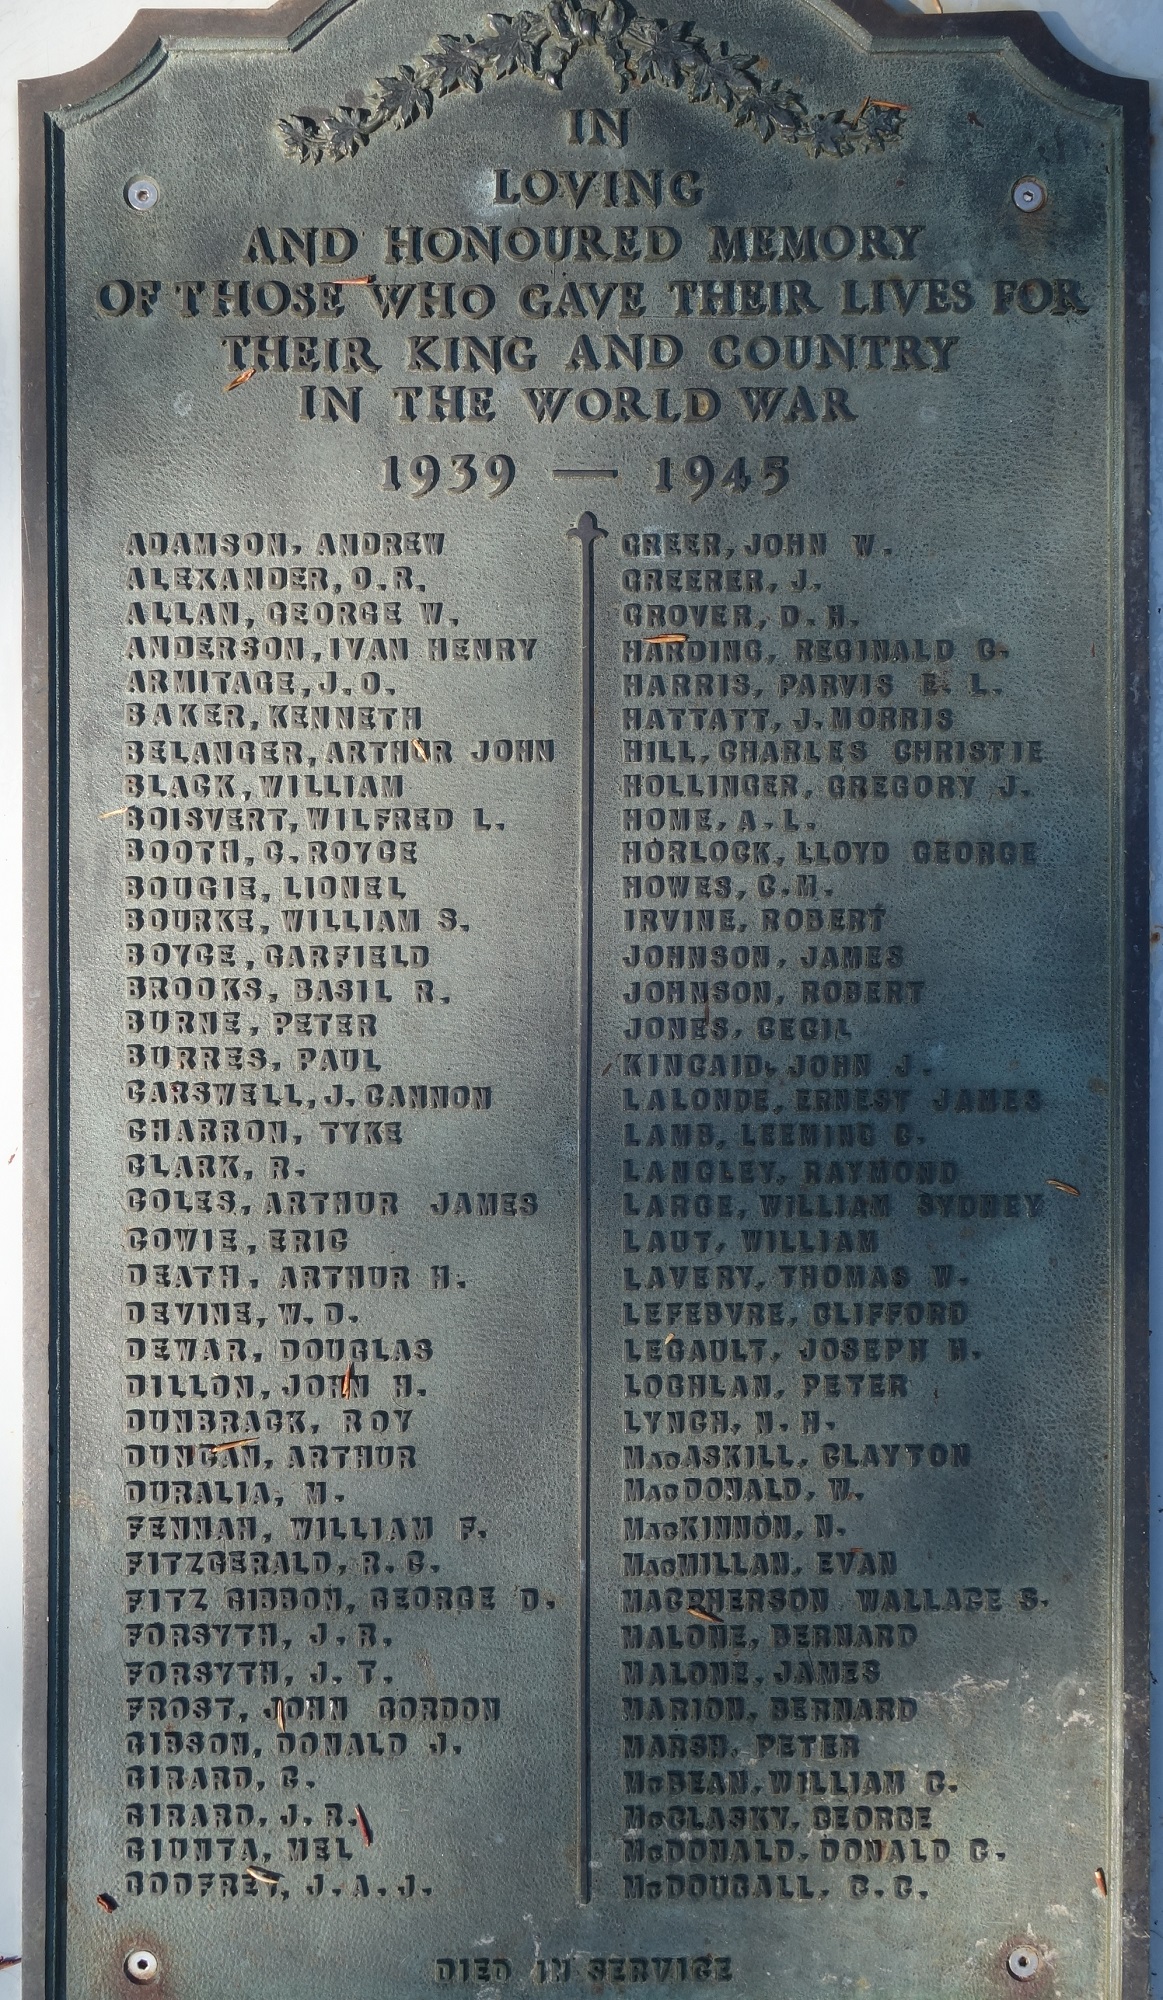 IN
LOVING
AND HONOURED MEMORY
OF THOSE WHO GAVE THEIR LIVES FOR
THEIR KING AND COUNTRY
IN THE WORLD WAR
1939 — 1945
ADAMSON, ANDREW
ALEXANDER, O.R.
ALLAN, GEORGE W.
ANDERSON, IVAN HENRY
ARMITAGE, J.O.
BAKER, KENNETH
BELANGER, ARTHUR JOHN
BLACK, WILLIAM
BOISVERT, WILFRED L.
BOOTH, C. ROYCE
BOUGIE, LIONEL
BOURKE, WILLIAM S.
BOYCE, GARFIELD
BROOKS, BASIL R.
BURNE, PETER
BURRES, PAUL
CARSWELL, J. CANNON
CHARRON, TYKE
CLARK, R.
COLES, ARTHUR JAMES
COWIE, ERIC
DEATH, ARTHUR H.
DEVINE, W. D.
DEWAR, DOUGLAS
DILLON, JOHN H.
DUNBRACK, ROY
DUNCAN, ARTHUR
DURALIA, M.
FENNAH, WILLIAM F.
FITZGERALD, R. G.
FITZ GIBBON, GEORGE D.
FORSYTH, J. R.
FORSYTH, J. T.
FROST, JOHN GORDON
GIBSON, DONALD J.
GIRARD, G.
GIRARD, J. R.
GIUNTA, MEL
GODFREY, J. A. J.
GREER, JOHN W.
GREERER, J.
GROVER, D. H.
HARDING, REGINALD G.
HARRIS, PARVIS E. L.
HATTATT, J. MORRIS
HILL, CHARLES CHRISTIE
HOLLINGER, GREGORY J.
HOME, A. L.
HORLOCK, LLOYD GEORGE
HOWES, C.M.
IRVINE, ROBERT
JOHNSON, JAMES
JOHNSON, ROBERT
JONES, CECIL
KINCAID, JOHN J.
LALONDE, ERNEST JAMES
LAMB, LEEMING
LANGLEY, RAYMOND
LARGE, WILLIAM SYDNEY
LAUT, WILLIAM
LAVERY, THOMAS W.
LEFEBVRE, CLIFFORD
LEGAULT, JOSEPH H.
LOCHLAN, PETER
LYNCH, N. H.
MacASKILL, CLAYTON
MacDONALD, W.
MacKINNON, N.
MacMILLAN, EVAN
MACPHERSON WALLACE S.
MALONE, BERNARD
MALONE, JAMES
MARION, BERNARD
MARSH, PETER
McBEAN, WILLIAM G.
McCLASKY, GEORGE
McDONALD, DONALD G.
McDOUGALL,
DIED IN SERVICE